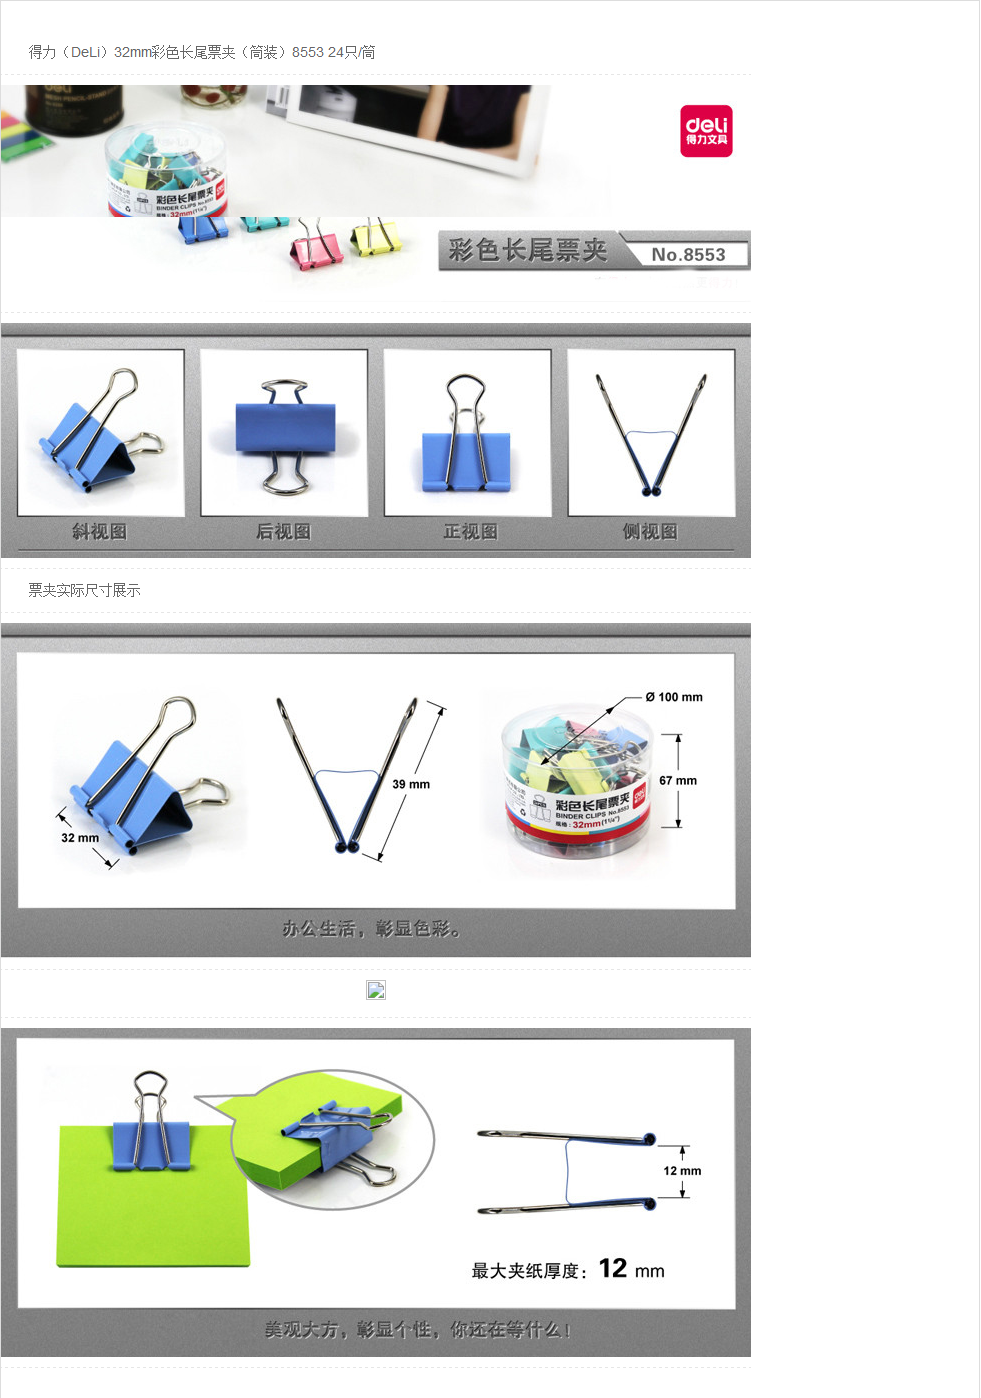 得力（DeLi）32mm彩色长尾票夹（筒装）8553 24只/筒
deli
MESH PENCIL-STAND
deli
得力文具
彩色长尾票夹
BINDER CLIPS No.8553
规格：32mm(1¼")
彩色长尾票夹
No.8553
斜视图
后视图
正视图
侧视图
票夹实际尺寸展示
Ø 100 mm
39 mm
67 mm
32 mm
deli
彩色长尾票夹
BINDER CLIPS No.8553
规格：32mm(1¼")
办公生活，彰显色彩。
12 mm
最大夹纸厚度：12 mm
美观大方，彰显个性，你还在等什么！